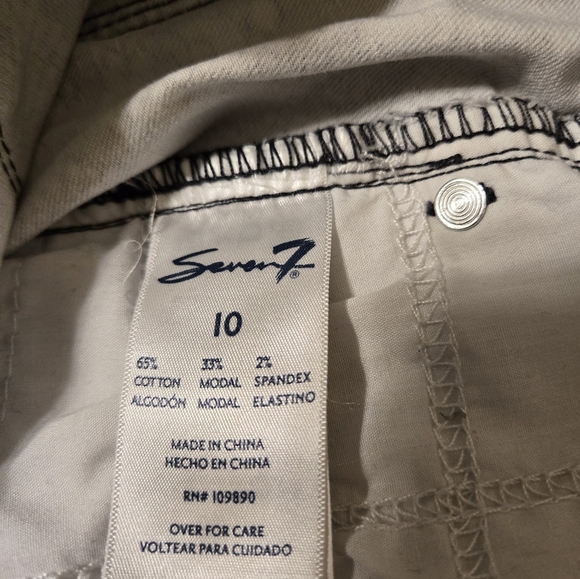 Seven7®
10
65% 33% 2%
COTTON MODAL SPANDEX
ALGODÓN MODAL ELASTINO
MADE IN CHINA
HECHO EN CHINA
RN# 109890
OVER FOR CARE
VOLTEAR PARA CUIDADO